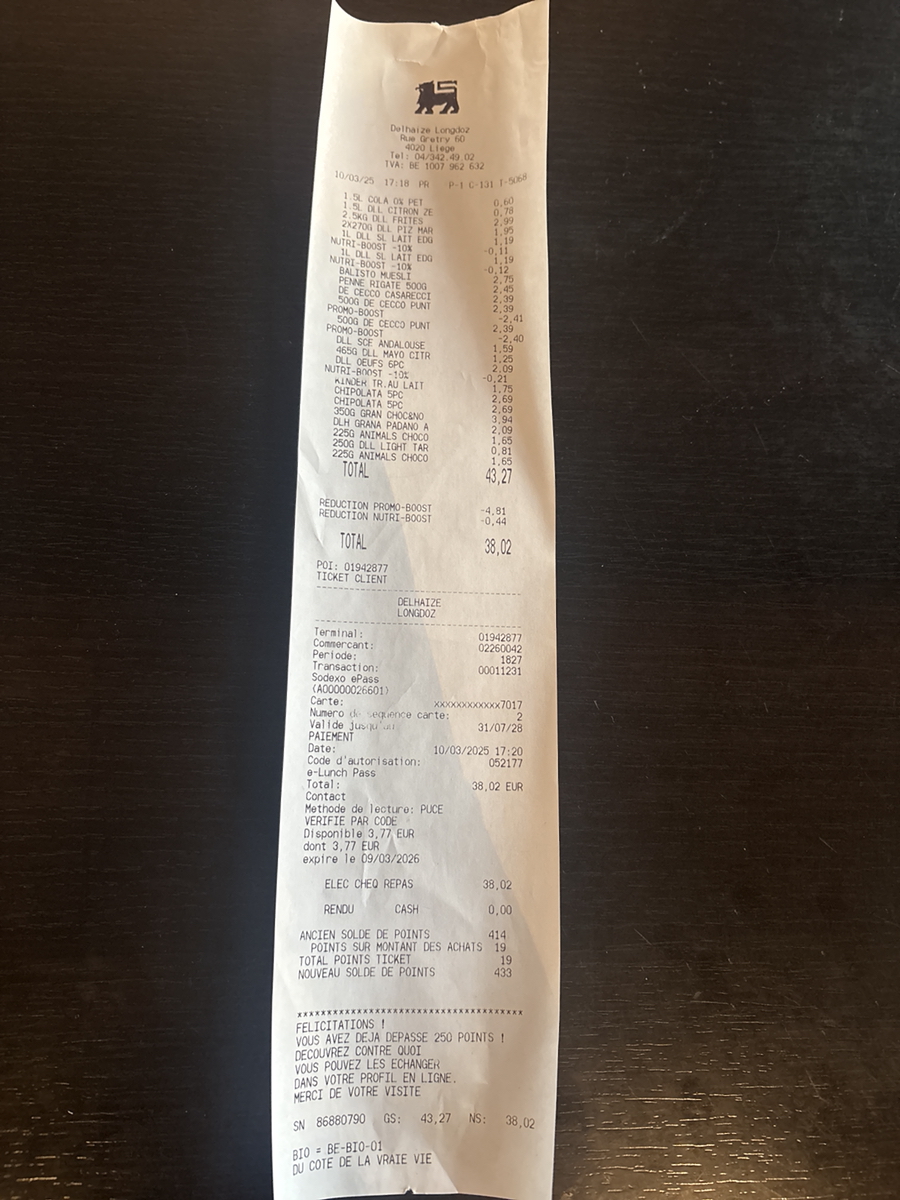 Delhaize Longdoz
Rue Gretry 60
4020 Liege
Tel: 04/342.49 02
TVA: BE 1007 962 632
10/03/25 17:18 PR P-1 C-131 T-5068
1.5L COLA 0% PET 0,60
1.5L DLL CITRON ZE 0,78
2.5KG DLL FRITES 2,99
2X270G DLL PIZ MAR 1,95
1L DLL SL LAIT EDG 1,19
NUTRI-BOOST -10% -0,11
1L DLL SL LAIT EDG 1,19
NUTRI-BOOST -10% -0,12
BALISTO MUESLI 2,75
PENNE RIGATE 500G 2,45
DE CECCO CASARECCI 2,39
500G DE CECCO PUNT 2,39
PROMO-BOOST -2,41
500G DE CECCO PUNT 2,39
PROMO-BOOST -2,40
DLL SCE ANDALOUSE 1,59
465G DLL MAYO CITR 1,25
DLL OEUFS 6PC 2,09
NUTRI-BOOST -10% -0,21
KINDER TR.AU LAIT 1,75
CHIPOLATA 5PC 2,69
CHIPOLATA 5PC 2,69
350G GRAN CHOC&NO 3,94
DLH GRANA PADANO A 2,09
225G ANIMALS CHOCO 1,65
250G DLL LIGHT TAR 0,81
225G ANIMALS CHOCO 1,65
TOTAL 43,27
REDUCTION PROMO-BOOST -4,81
REDUCTION NUTRI-BOOST -0,44
TOTAL 38,02
POI: 01942877
TICKET CLIENT
DELHAIZE
LONGDOZ
Terminal: 01942877
Commercant: 02260042
Periode: 1827
Transaction: 00011231
Sodexo ePass
(A00000026601)
Carte: xxxxxxxxxxxx7017
Numero de sequence carte: 2
Valide jusqu'au 31/07/28
PAIEMENT
Date: 10/03/2025 17:20
Code d'autorisation: 052177
e-Lunch Pass
Total: 38,02 EUR
Contact
Methode de lecture: PUCE
VERIFIE PAR CODE
Disponible 3,77 EUR
dont 3,77 EUR
expire le 09/03/2026
ELEC CHEQ REPAS 38,02
RENDU CASH 0,00
ANCIEN SOLDE DE POINTS 414
POINTS SUR MONTANT DES ACHATS 19
TOTAL POINTS TICKET 19
NOUVEAU SOLDE DE POINTS 433
***************************************
FELICITATIONS !
VOUS AVEZ DEJA DEPASSE 250 POINTS !
DECOUVREZ CONTRE QUOI
VOUS POUVEZ LES ECHANGER
DANS VOTRE PROFIL EN LIGNE.
MERCI DE VOTRE VISITE
SN 86880790 GS: 43,27 NS: 38,02
BIO = BE-BIO-01
DU COTE DE LA VRAIE VIE